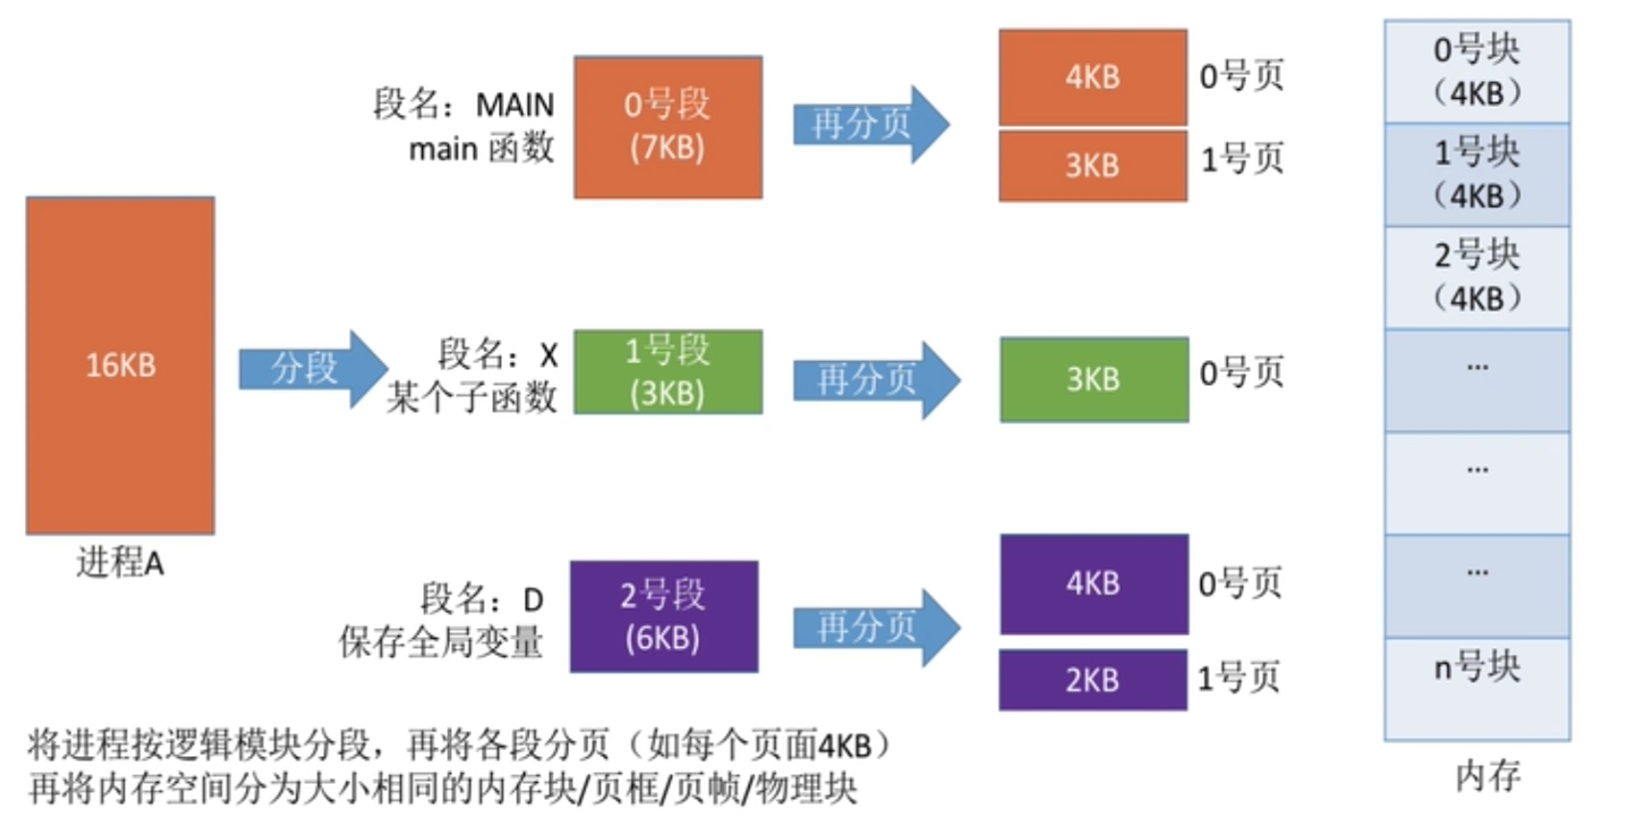 16KB
进程A
分段
段名：MAIN
main 函数
0号段
(7KB)
再分页
4KB
0号页
3KB
1号页
段名：X
某个子函数
1号段
(3KB)
再分页
3KB
0号页
段名：D
保存全局变量
2号段
(6KB)
再分页
4KB
0号页
2KB
1号页
0号块
（4KB）
1号块
（4KB）
2号块
（4KB）
...
...
...
n号块
内存
将进程按逻辑模块分段，再将各段分页（如每个页面4KB）
再将内存空间分为大小相同的内存块/页框/页帧/物理块